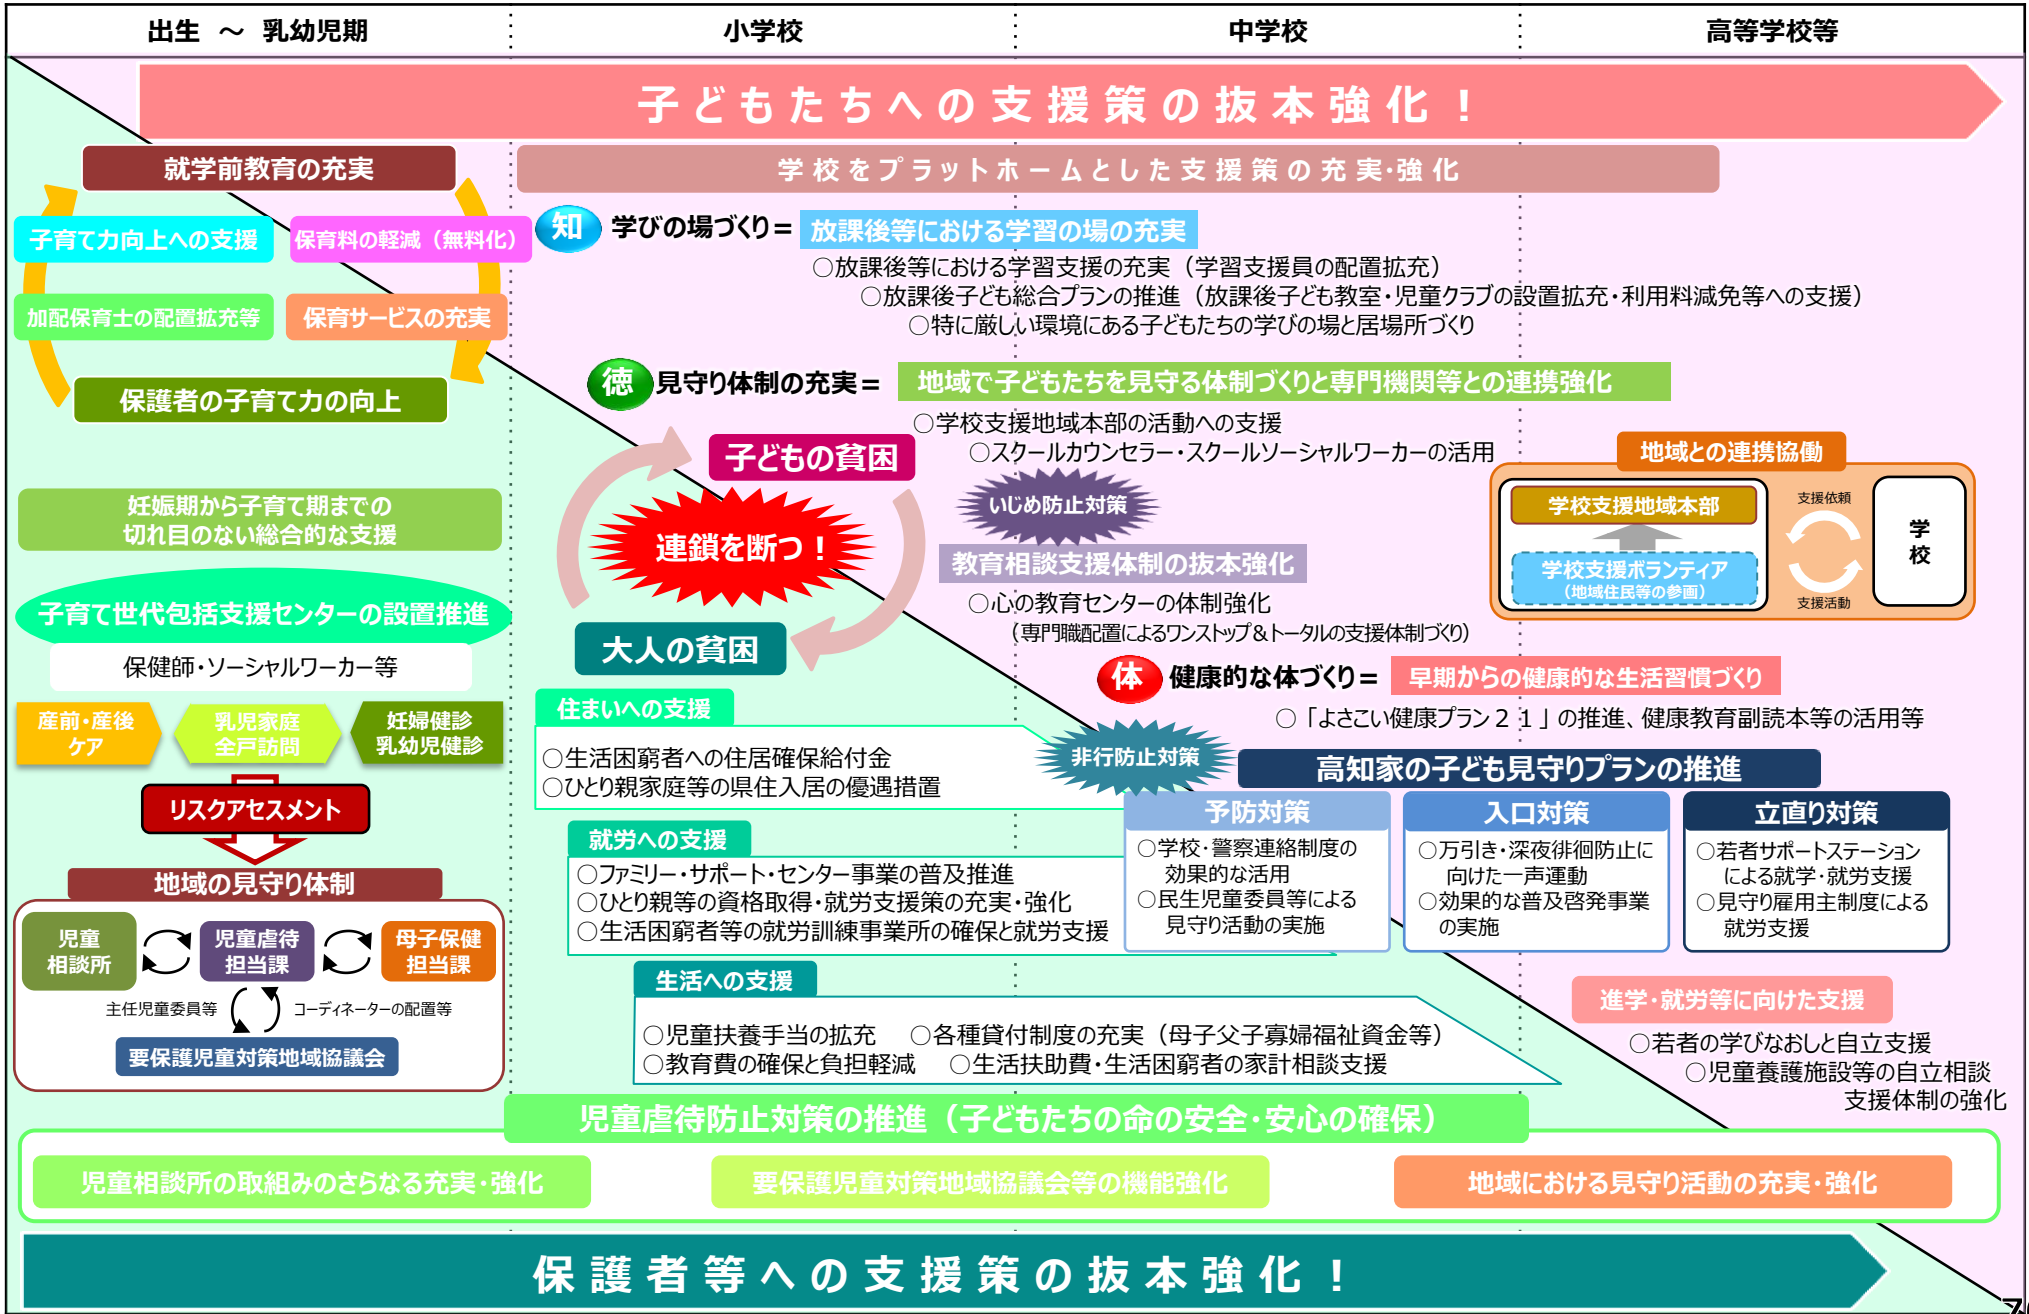 出生 ～ 乳幼児期
小学校
中学校
高等学校等
子どもたちへの支援策の抜本強化！
就学前教育の充実
学校をプラットホームとした支援策の充実・強化
子育て力向上への支援
保育料の軽減（無料化）
加配保育士の配置拡充等
保育サービスの充実
保護者の子育て力の向上
知 学びの場づくり＝ 放課後等における学習の場の充実
○放課後等における学習支援の充実（学習支援員の配置拡充）
○放課後子ども総合プランの推進（放課後子ども教室・児童クラブの設置拡充・利用料減免等への支援）
○特に厳しい環境にある子どもたちの学びの場と居場所づくり
徳 見守り体制の充実＝ 地域で子どもたちを見守る体制づくりと専門機関等との連携強化
○学校支援地域本部の活動への支援
○スクールカウンセラー・スクールソーシャルワーカーの活用
子どもの貧困
連鎖を断つ！
大人の貧困
いじめ防止対策
教育相談支援体制の抜本強化
○心の教育センターの体制強化
（専門職配置によるワンストップ＆トータルの支援体制づくり）
地域との連携協働
学校支援地域本部
学校支援ボランティア
（地域住民等の参画）
支援依頼
支援活動
学
校
妊娠期から子育て期までの
切れ目のない総合的な支援
子育て世代包括支援センターの設置推進
保健師・ソーシャルワーカー等
産前・産後
ケア
乳児家庭
全戸訪問
妊婦健診
乳幼児健診
リスクアセスメント
地域の見守り体制
児童
相談所
児童虐待
担当課
母子保健
担当課
主任児童委員等
コーディネーターの配置等
要保護児童対策地域協議会
体 健康的な体づくり＝ 早期からの健康的な生活習慣づくり
○「よさこい健康プラン２１」の推進、健康教育副読本等の活用等
住まいへの支援
○生活困窮者への住居確保給付金
○ひとり親家庭等の県住入居の優遇措置
就労への支援
○ファミリー・サポート・センター事業の普及推進
○ひとり親等の資格取得・就労支援策の充実・強化
○生活困窮者等の就労訓練事業所の確保と就労支援
生活への支援
○児童扶養手当の拡充 ○各種貸付制度の充実（母子父子寡婦福祉資金等）
○教育費の確保と負担軽減 ○生活扶助費・生活困窮者の家計相談支援
非行防止対策
高知家の子ども見守りプランの推進
予防対策
○学校・警察連絡制度の
効果的な活用
○民生児童委員等による
見守り活動の実施
入口対策
○万引き・深夜徘徊防止に
向けた一声運動
○効果的な普及啓発事業
の実施
立直り対策
○若者サポートステーション
による就学・就労支援
○見守り雇用主制度による
就労支援
進学・就労等に向けた支援
○若者の学びなおしと自立支援
○児童養護施設等の自立相談
支援体制の強化
児童虐待防止対策の推進（子どもたちの命の安全・安心の確保）
児童相談所の取組みのさらなる充実・強化
要保護児童対策地域協議会等の機能強化
地域における見守り活動の充実・強化
保護者等への支援策の抜本強化！